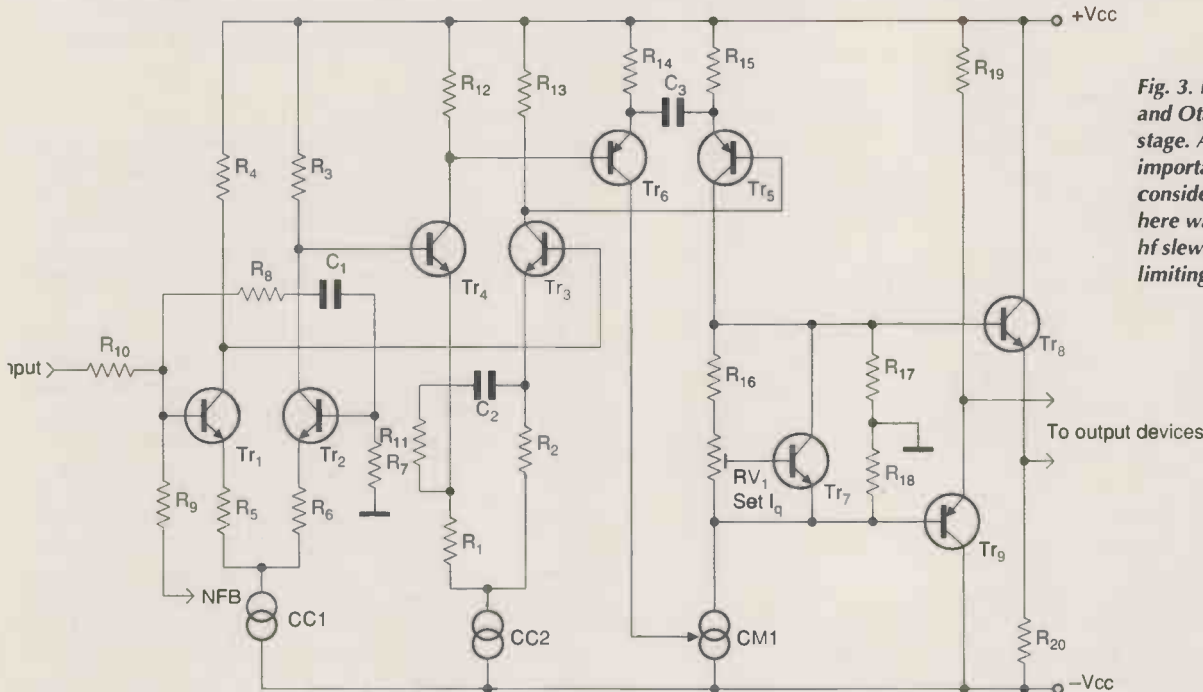 +Vcc
R14
R15
R19
R12
R13
C3
R4
R3
Tr6
Tr5
Tr4
Tr3
R8
C1
R10
nput
Tr8
R16
R17
C2
R11
R7
R2
Tr1
Tr2
To output devices
RV1
Set Iq
Tr7
R18
R9
R5
R6
R1
Tr9
NFB
CC1
CC2
CM1
R20
–Vcc
Fig. 3.
and Ot
stage. A
importa
conside
here w
hf slew
limiting